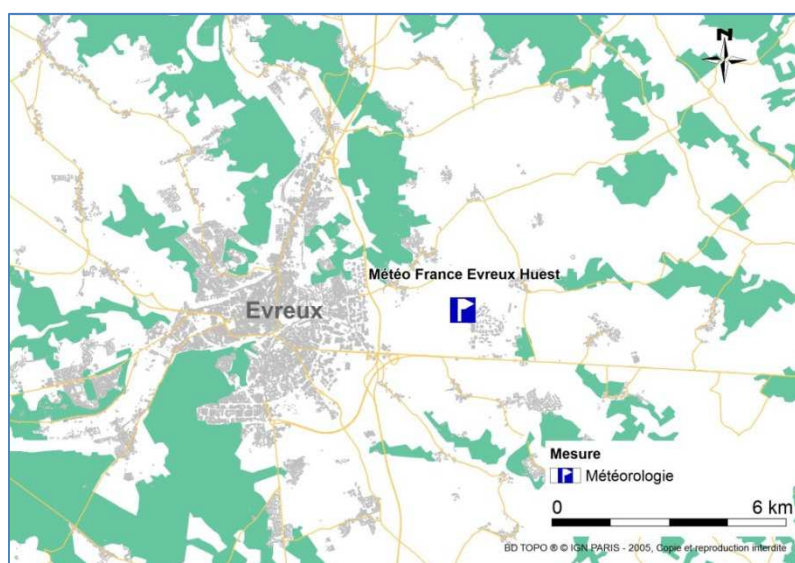 N
Météo France Evreux Huest
Evreux
Mesure
Météorologie
0 6 km
BD TOPO ® © IGN PARIS - 2005, Copie et reproduction interdite